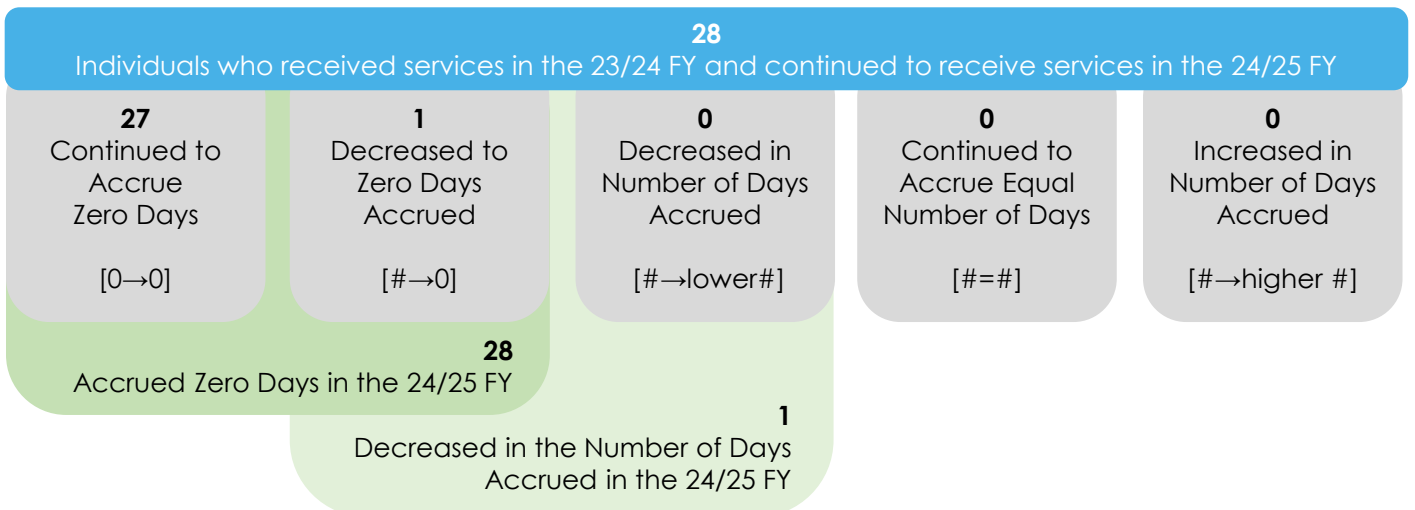 28
Individuals who received services in the 23/24 FY and continued to receive services in the 24/25 FY
27
Continued to
Accrue
Zero Days
[0→0]
1
Decreased to
Zero Days
Accrued
[#→0]
0
Decreased in
Number of Days
Accrued
[#→lower#]
0
Continued to
Accrue Equal
Number of Days
[#=#]
0
Increased in
Number of Days
Accrued
[#→higher #]
28
Accrued Zero Days in the 24/25 FY
1
Decreased in the Number of Days
Accrued in the 24/25 FY